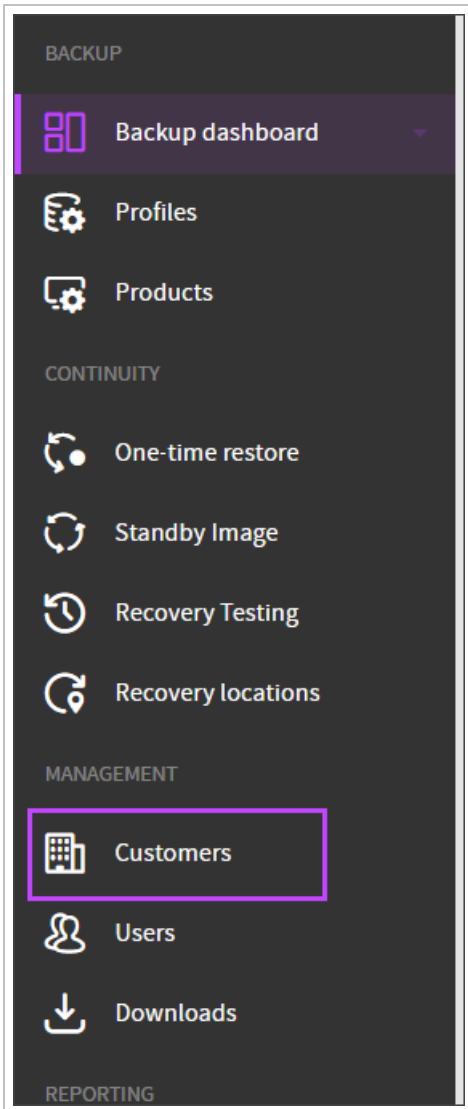 BACKUP
Backup dashboard
Profiles
Products
CONTINUITY
One-time restore
Standby Image
Recovery Testing
Recovery locations
MANAGEMENT
Customers
Users
Downloads
REPORTING